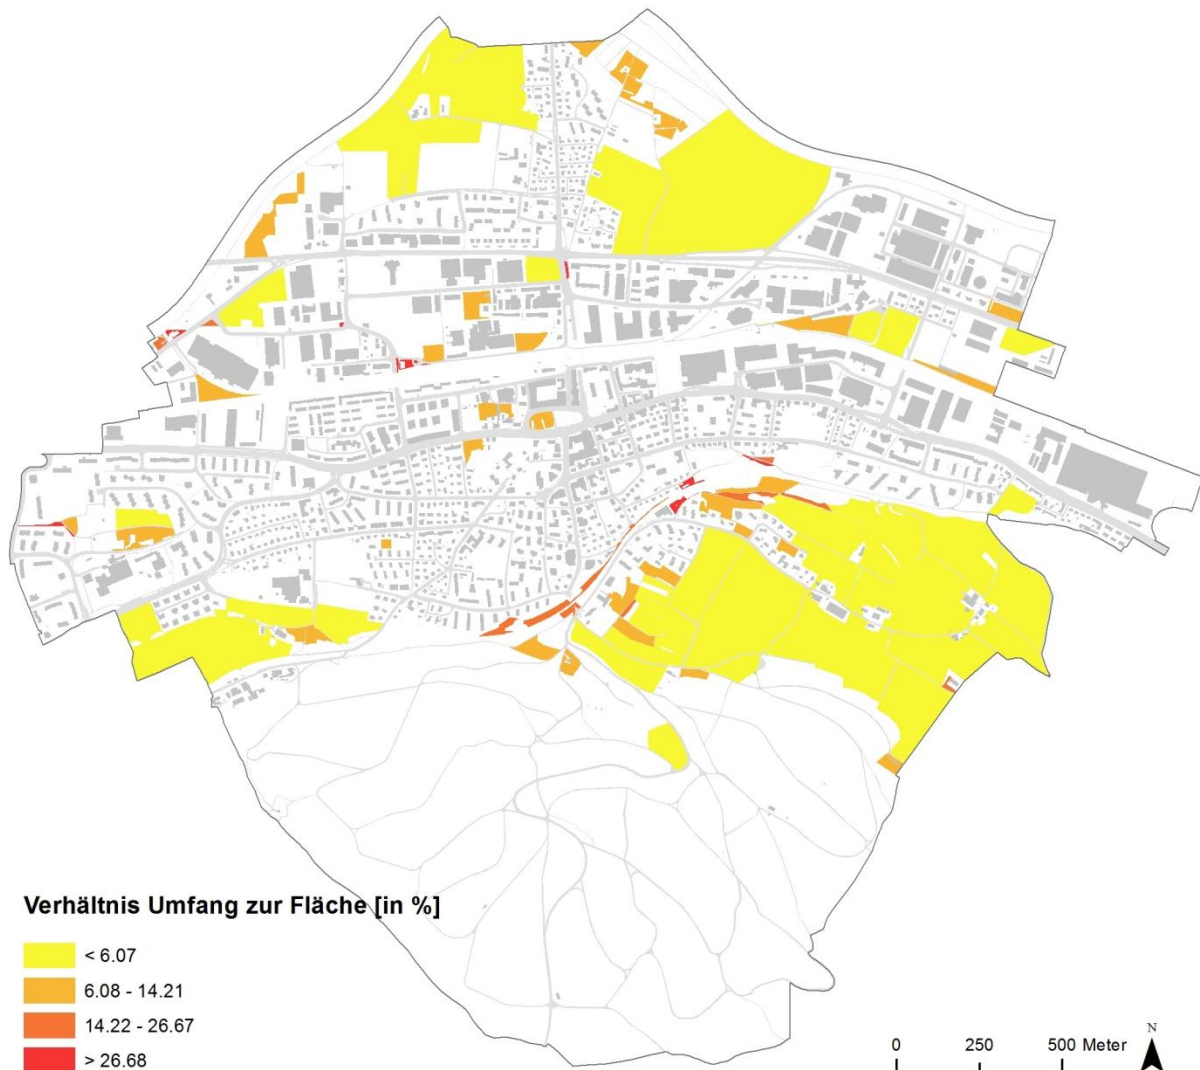 Verhältnis Umfang zur Fläche [in %]
< 6.07
6.08 - 14.21
14.22 - 26.67
> 26.68
0 250 500 Meter
N